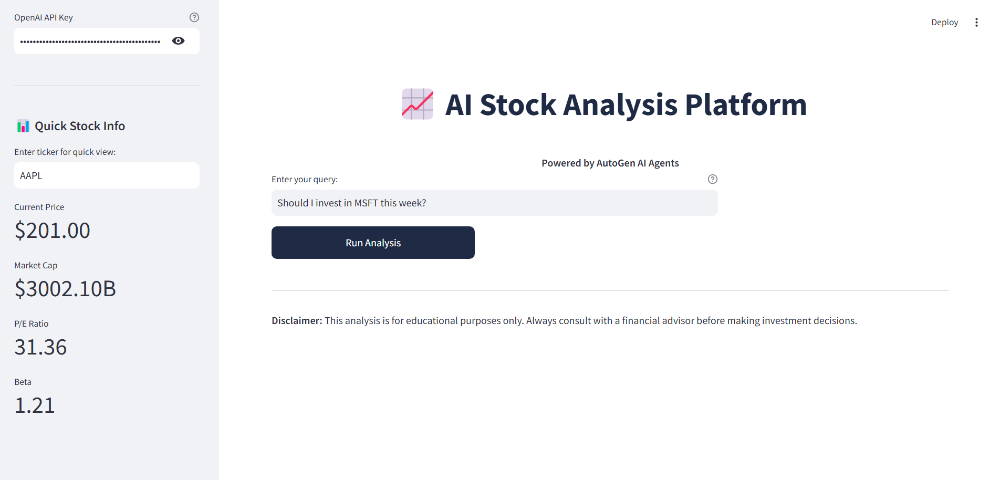 OpenAI API Key
Quick Stock Info
Enter ticker for quick view:
AAPL
Current Price
$201.00
Market Cap
$3002.10B
P/E Ratio
31.36
Beta
1.21
Deploy
AI Stock Analysis Platform
Powered by AutoGen AI Agents
Enter your query:
Should I invest in MSFT this week?
Run Analysis
Disclaimer: This analysis is for educational purposes only. Always consult with a financial advisor before making investment decisions.